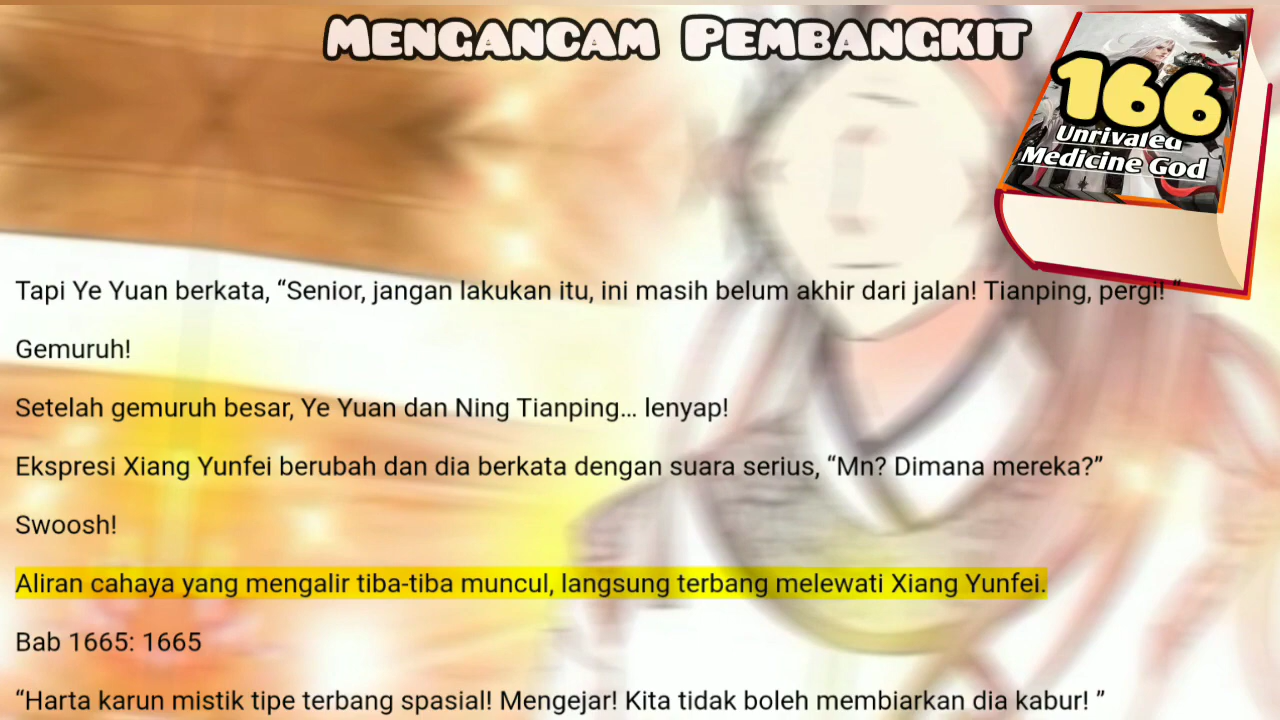 MENGANCAM PEMBANGKIT
166
Unrivaled
Medicine God
Tapi Ye Yuan berkata, “Senior, jangan lakukan itu, ini masih belum akhir dari jalan! Tianping, pergi! “
Gemuruh!
Setelah gemuruh besar, Ye Yuan dan Ning Tianping... lenyap!
Ekspresi Xiang Yunfei berubah dan dia berkata dengan suara serius, “Mn? Dimana mereka?”
Swoosh!
Aliran cahaya yang mengalir tiba-tiba muncul, langsung terbang melewati Xiang Yunfei.
Bab 1665: 1665
“Harta karun mistik tipe terbang spasial! Mengejar! Kita tidak boleh membiarkan dia kabur! ”